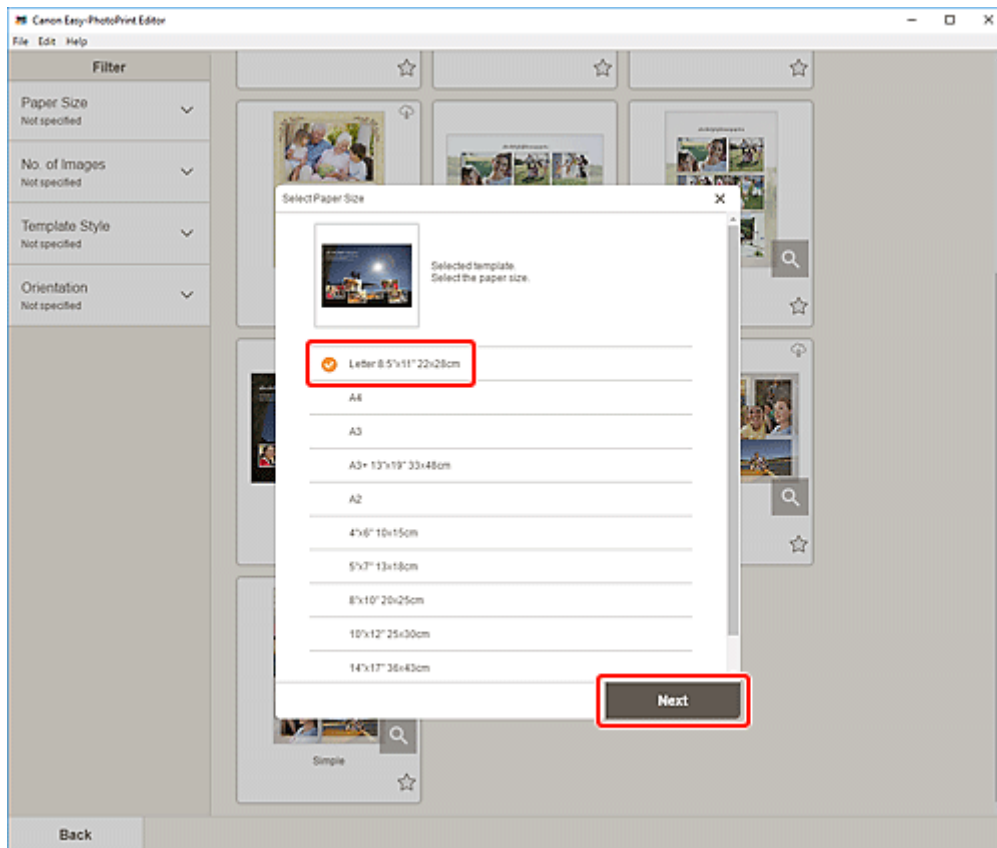 Canon Easy-PhotoPrint Editor
File Edit Help
Filter
Paper Size
Not specified
No. of Images
Not specified
Template Style
Not specified
Orientation
Not specified
Select Paper Size
Selected template.
Select the paper size.
Letter 8.5"x11" 22x28cm
A4
A3
A3+ 13"x19" 33x48cm
A2
4"x6" 10x15cm
5"x7" 13x18cm
8"x10" 20x25cm
10"x12" 25x30cm
14"x17" 36x43cm
Next
Simple
Back